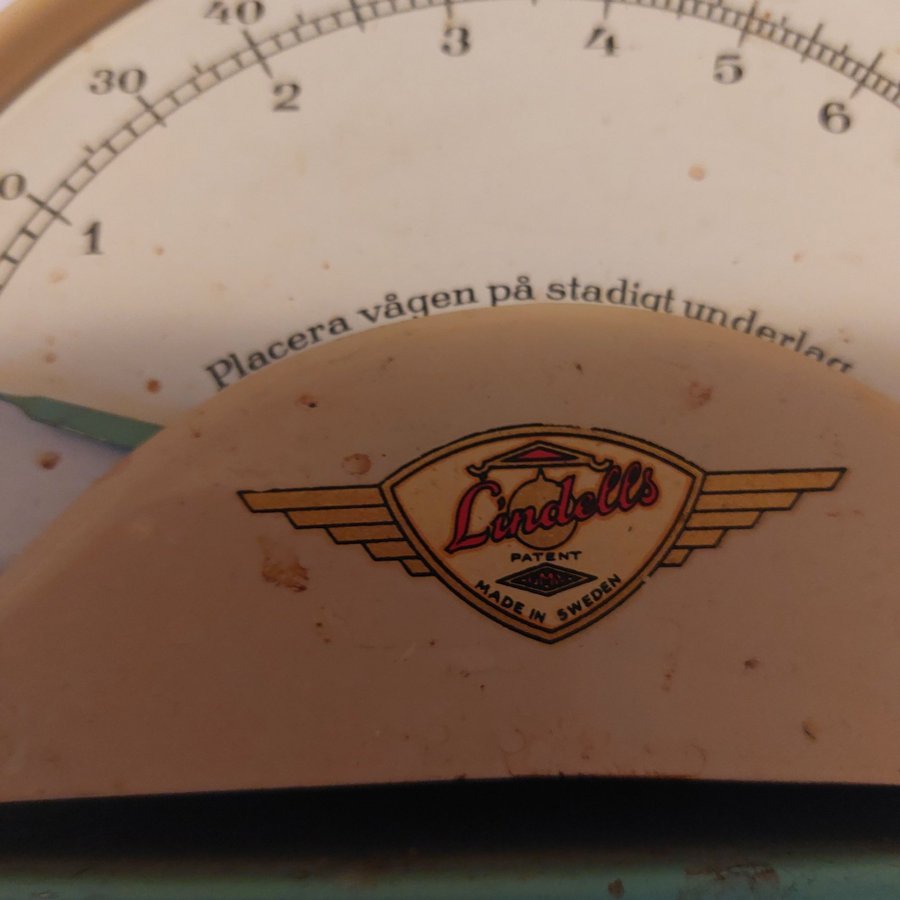 40
30
3
4
5
2
6
1
Placera vågen på stadigt underlag
Lindells
PATENT
MADE IN SWEDEN